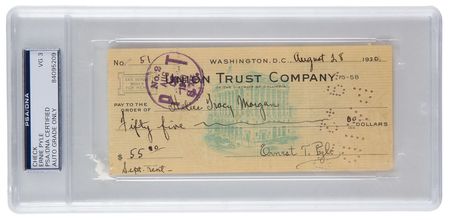 PSA/DNA
CHECK
ERNIE PYLE
PSA/DNA CERTIFIED
AUTO GRADE ONLY
VG 3
84095209
No. 51
WASHINGTON, D.C. August 28 1930
UNION TRUST COMPANY 15-58
PAY TO THE
ORDER OF Tracy Morgan
Fifty five DOLLARS
$ 55.00
Ernest T. Pyle
Sept. rent -